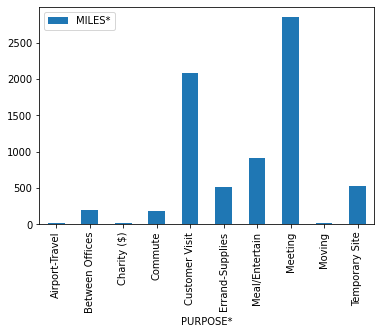 MILES*
2500
2000
1500
1000
500
0
Airport-Travel
Between Offices
Charity ($)
Commute
Customer Visit
Errand-Supplies
Meal/Entertain
Meeting
Moving
Temporary Site
PURPOSE*